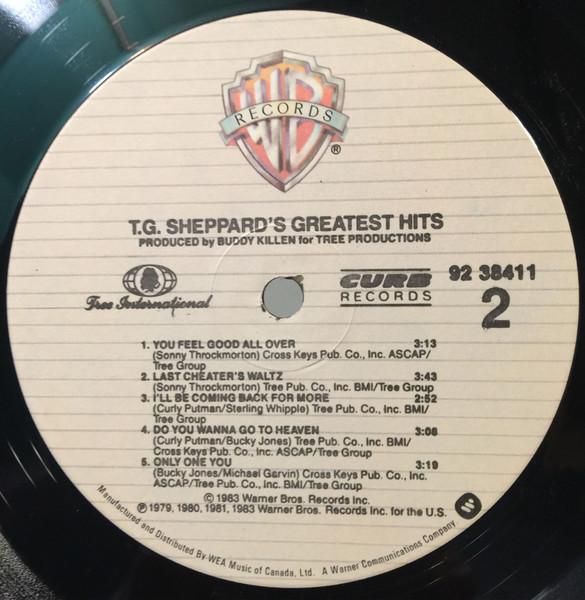 WB
RECORDS
®
T.G. SHEPPARD'S GREATEST HITS
PRODUCED by BUDDY KILLEN for TREE PRODUCTIONS
Tree International
CURB
RECORDS
92 38411
2
1. YOU FEEL GOOD ALL OVER 3:13
(Sonny Throckmorton) Cross Keys Pub. Co., Inc. ASCAP/
Tree Group
2. LAST CHEATER'S WALTZ 3:43
(Sonny Throckmorton) Tree Pub. Co., Inc. BMI/Tree Group
3. I'LL BE COMING BACK FOR MORE 2:52
(Curly Putman/Sterling Whipple) Tree Pub. Co., Inc. BMI/
Tree Group
4. DO YOU WANNA GO TO HEAVEN 3:08
(Curly Putman/Bucky Jones) Tree Pub. Co., Inc. BMI/
Cross Keys Pub. Co., Inc. ASCAP/Tree Group
5. ONLY ONE YOU 3:19
(Bucky Jones/Michael Garvin) Cross Keys Pub. Co., Inc.
ASCAP/Tree Pub. Co., Inc. BMI/Tree Group
© 1983 Warner Bros. Records Inc.
℗ 1979, 1980, 1981, 1983 Warner Bros. Records Inc. for the U.S.
Manufactured and Distributed By WEA Music of Canada, Ltd. A Warner Communications Company